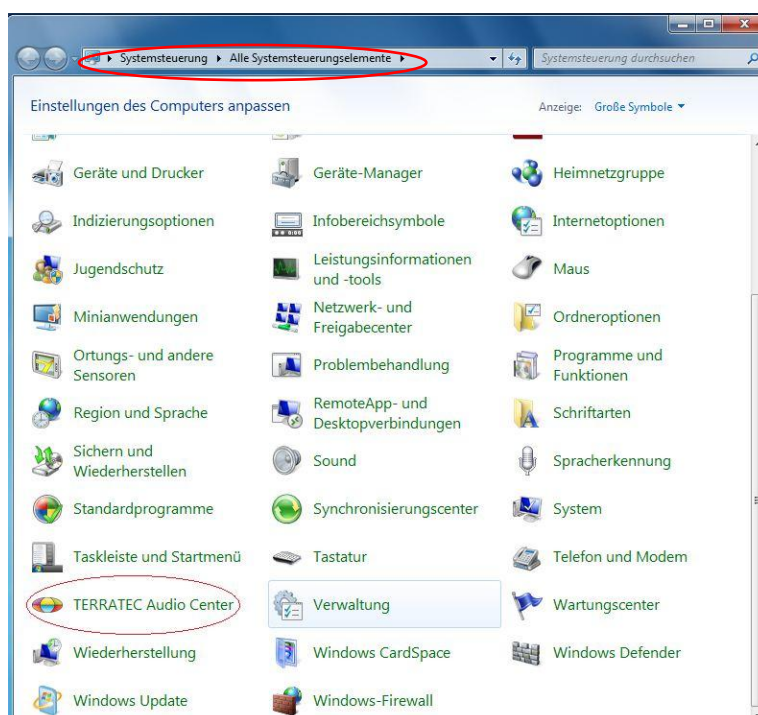 Systemsteuerung ▸ Alle Systemsteuerungselemente ▸
Systemsteuerung durchsuchen
Einstellungen des Computers anpassen
Anzeige: Große Symbole
Geräte und Drucker
Geräte-Manager
Heimnetzgruppe
Indizierungsoptionen
Infobereichsymbole
Internetoptionen
Jugendschutz
Leistungsinformationen
und -tools
Maus
Minianwendungen
Netzwerk- und
Freigabecenter
Ordneroptionen
Ortungs- und andere
Sensoren
Problembehandlung
Programme und
Funktionen
Region und Sprache
RemoteApp- und
Desktopverbindungen
Schriftarten
Sichern und
Wiederherstellen
Sound
Spracherkennung
Standardprogramme
Synchronisierungscenter
System
Taskleiste und Startmenü
Tastatur
Telefon und Modem
TERRATEC Audio Center
Verwaltung
Wartungscenter
Wiederherstellung
Windows CardSpace
Windows Defender
Windows Update
Windows-Firewall